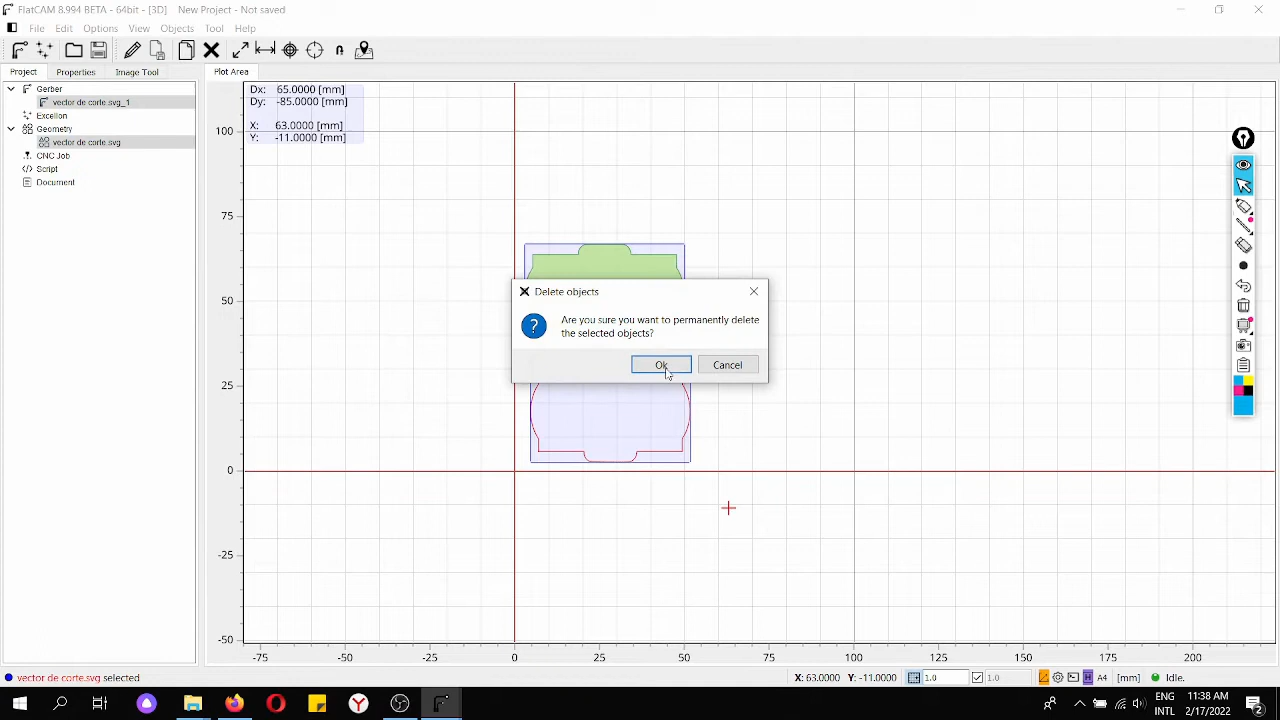 FlatCAM 8.994 BETA - 64bit - [3D]    New Project - Not saved
File Edit Options View Objects Tool Help
Project Properties Image Tool Plot Area
Gerber
vector de corte.svg_1
Excellon
Geometry
vector de corte.svg
CNC Job
Script
Document
Dx: 65.0000 [mm]
Dy: -85.0000 [mm]
X: 63.0000 [mm]
Y: -11.0000 [mm]
100
75
50
25
0
-25
-50
-75 -50 -25 0 25 50 75 100 125 150 175 200
Delete objects
Are you sure you want to permanently delete
the selected objects?
Ok Cancel
vector de corte.svg selected
X: 63.0000 Y: -11.0000 1.0 1.0 H A4 [mm] Idle.
ENG
INTL
11:38 AM
2/17/2022
2